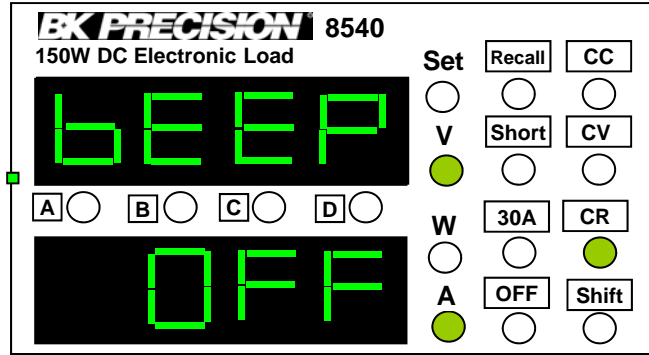 BK PRECISION® 8540
150W DC Electronic Load
bEEP
Set Recall CC
V Short CV
A B C D
W 30A CR
OFF
A OFF Shift